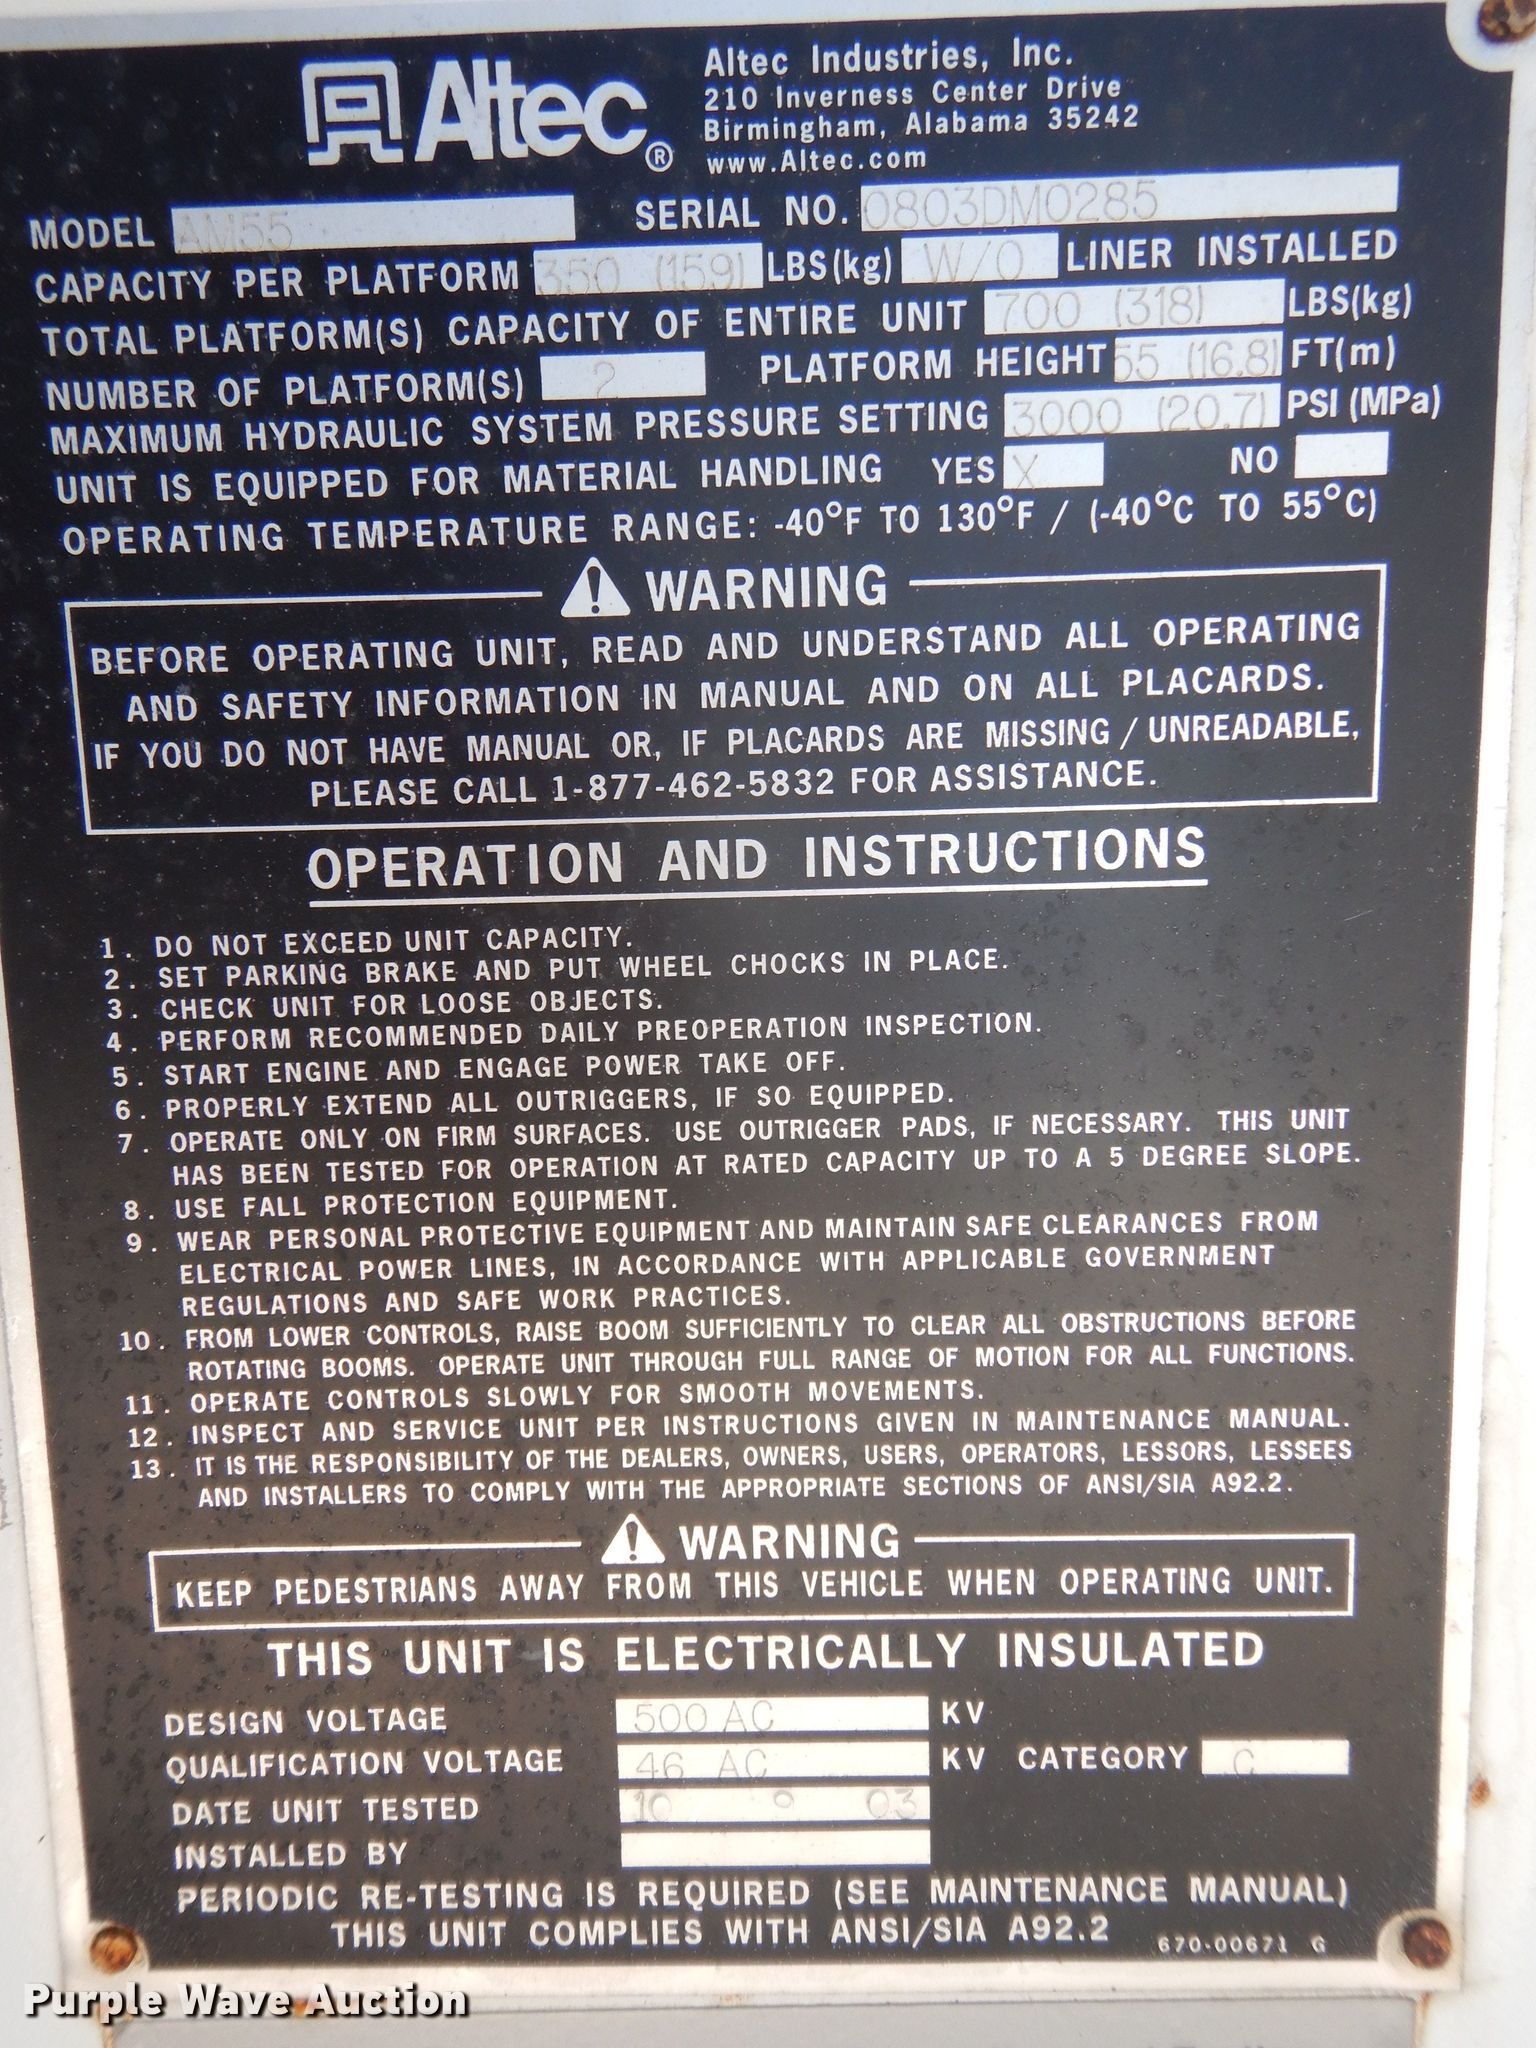 Altec®
Altec Industries, Inc.
210 Inverness Center Drive
Birmingham, Alabama 35242
www.Altec.com
MODEL AM55 SERIAL NO. 0803DM0285
CAPACITY PER PLATFORM 350 (159) LBS(kg) W/O LINER INSTALLED
TOTAL PLATFORM(S) CAPACITY OF ENTIRE UNIT 700 (318) LBS(kg)
NUMBER OF PLATFORM(S) 2 PLATFORM HEIGHT 55 (16.8) FT(m)
MAXIMUM HYDRAULIC SYSTEM PRESSURE SETTING 3000 (20.7) PSI (MPa)
UNIT IS EQUIPPED FOR MATERIAL HANDLING YES X NO
OPERATING TEMPERATURE RANGE: -40°F TO 130°F / (-40°C TO 55°C)
WARNING
BEFORE OPERATING UNIT, READ AND UNDERSTAND ALL OPERATING
AND SAFETY INFORMATION IN MANUAL AND ON ALL PLACARDS.
IF YOU DO NOT HAVE MANUAL OR, IF PLACARDS ARE MISSING / UNREADABLE,
PLEASE CALL 1-877-462-5832 FOR ASSISTANCE.
OPERATION AND INSTRUCTIONS
1. DO NOT EXCEED UNIT CAPACITY.
2. SET PARKING BRAKE AND PUT WHEEL CHOCKS IN PLACE.
3. CHECK UNIT FOR LOOSE OBJECTS.
4. PERFORM RECOMMENDED DAILY PREOPERATION INSPECTION.
5. START ENGINE AND ENGAGE POWER TAKE OFF.
6. PROPERLY EXTEND ALL OUTRIGGERS, IF SO EQUIPPED.
7. OPERATE ONLY ON FIRM SURFACES. USE OUTRIGGER PADS, IF NECESSARY. THIS UNIT
HAS BEEN TESTED FOR OPERATION AT RATED CAPACITY UP TO A 5 DEGREE SLOPE.
8. USE FALL PROTECTION EQUIPMENT.
9. WEAR PERSONAL PROTECTIVE EQUIPMENT AND MAINTAIN SAFE CLEARANCES FROM
ELECTRICAL POWER LINES, IN ACCORDANCE WITH APPLICABLE GOVERNMENT
REGULATIONS AND SAFE WORK PRACTICES.
10. FROM LOWER CONTROLS, RAISE BOOM SUFFICIENTLY TO CLEAR ALL OBSTRUCTIONS BEFORE
ROTATING BOOMS. OPERATE UNIT THROUGH FULL RANGE OF MOTION FOR ALL FUNCTIONS.
11. OPERATE CONTROLS SLOWLY FOR SMOOTH MOVEMENTS.
12. INSPECT AND SERVICE UNIT PER INSTRUCTIONS GIVEN IN MAINTENANCE MANUAL.
13. IT IS THE RESPONSIBILITY OF THE DEALERS, OWNERS, USERS, OPERATORS, LESSORS, LESSEES
AND INSTALLERS TO COMPLY WITH THE APPROPRIATE SECTIONS OF ANSI/SIA A92.2.
WARNING
KEEP PEDESTRIANS AWAY FROM THIS VEHICLE WHEN OPERATING UNIT.
THIS UNIT IS ELECTRICALLY INSULATED
DESIGN VOLTAGE 500 AC KV
QUALIFICATION VOLTAGE 46 AC KV CATEGORY C
DATE UNIT TESTED 10 9 03
INSTALLED BY
PERIODIC RE-TESTING IS REQUIRED (SEE MAINTENANCE MANUAL)
THIS UNIT COMPLIES WITH ANSI/SIA A92.2 670-00671 G
Purple Wave Auction